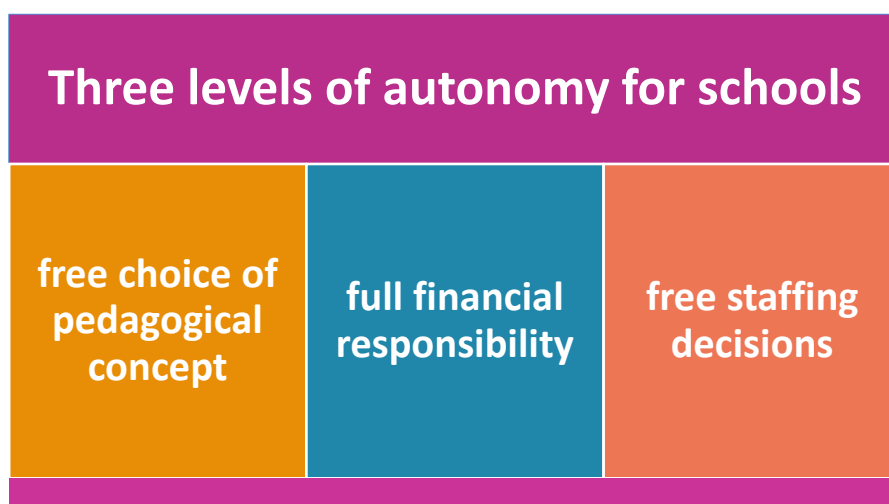 Three levels of autonomy for schools
free choice of
pedagogical
concept
full financial
responsibility
free staffing
decisions